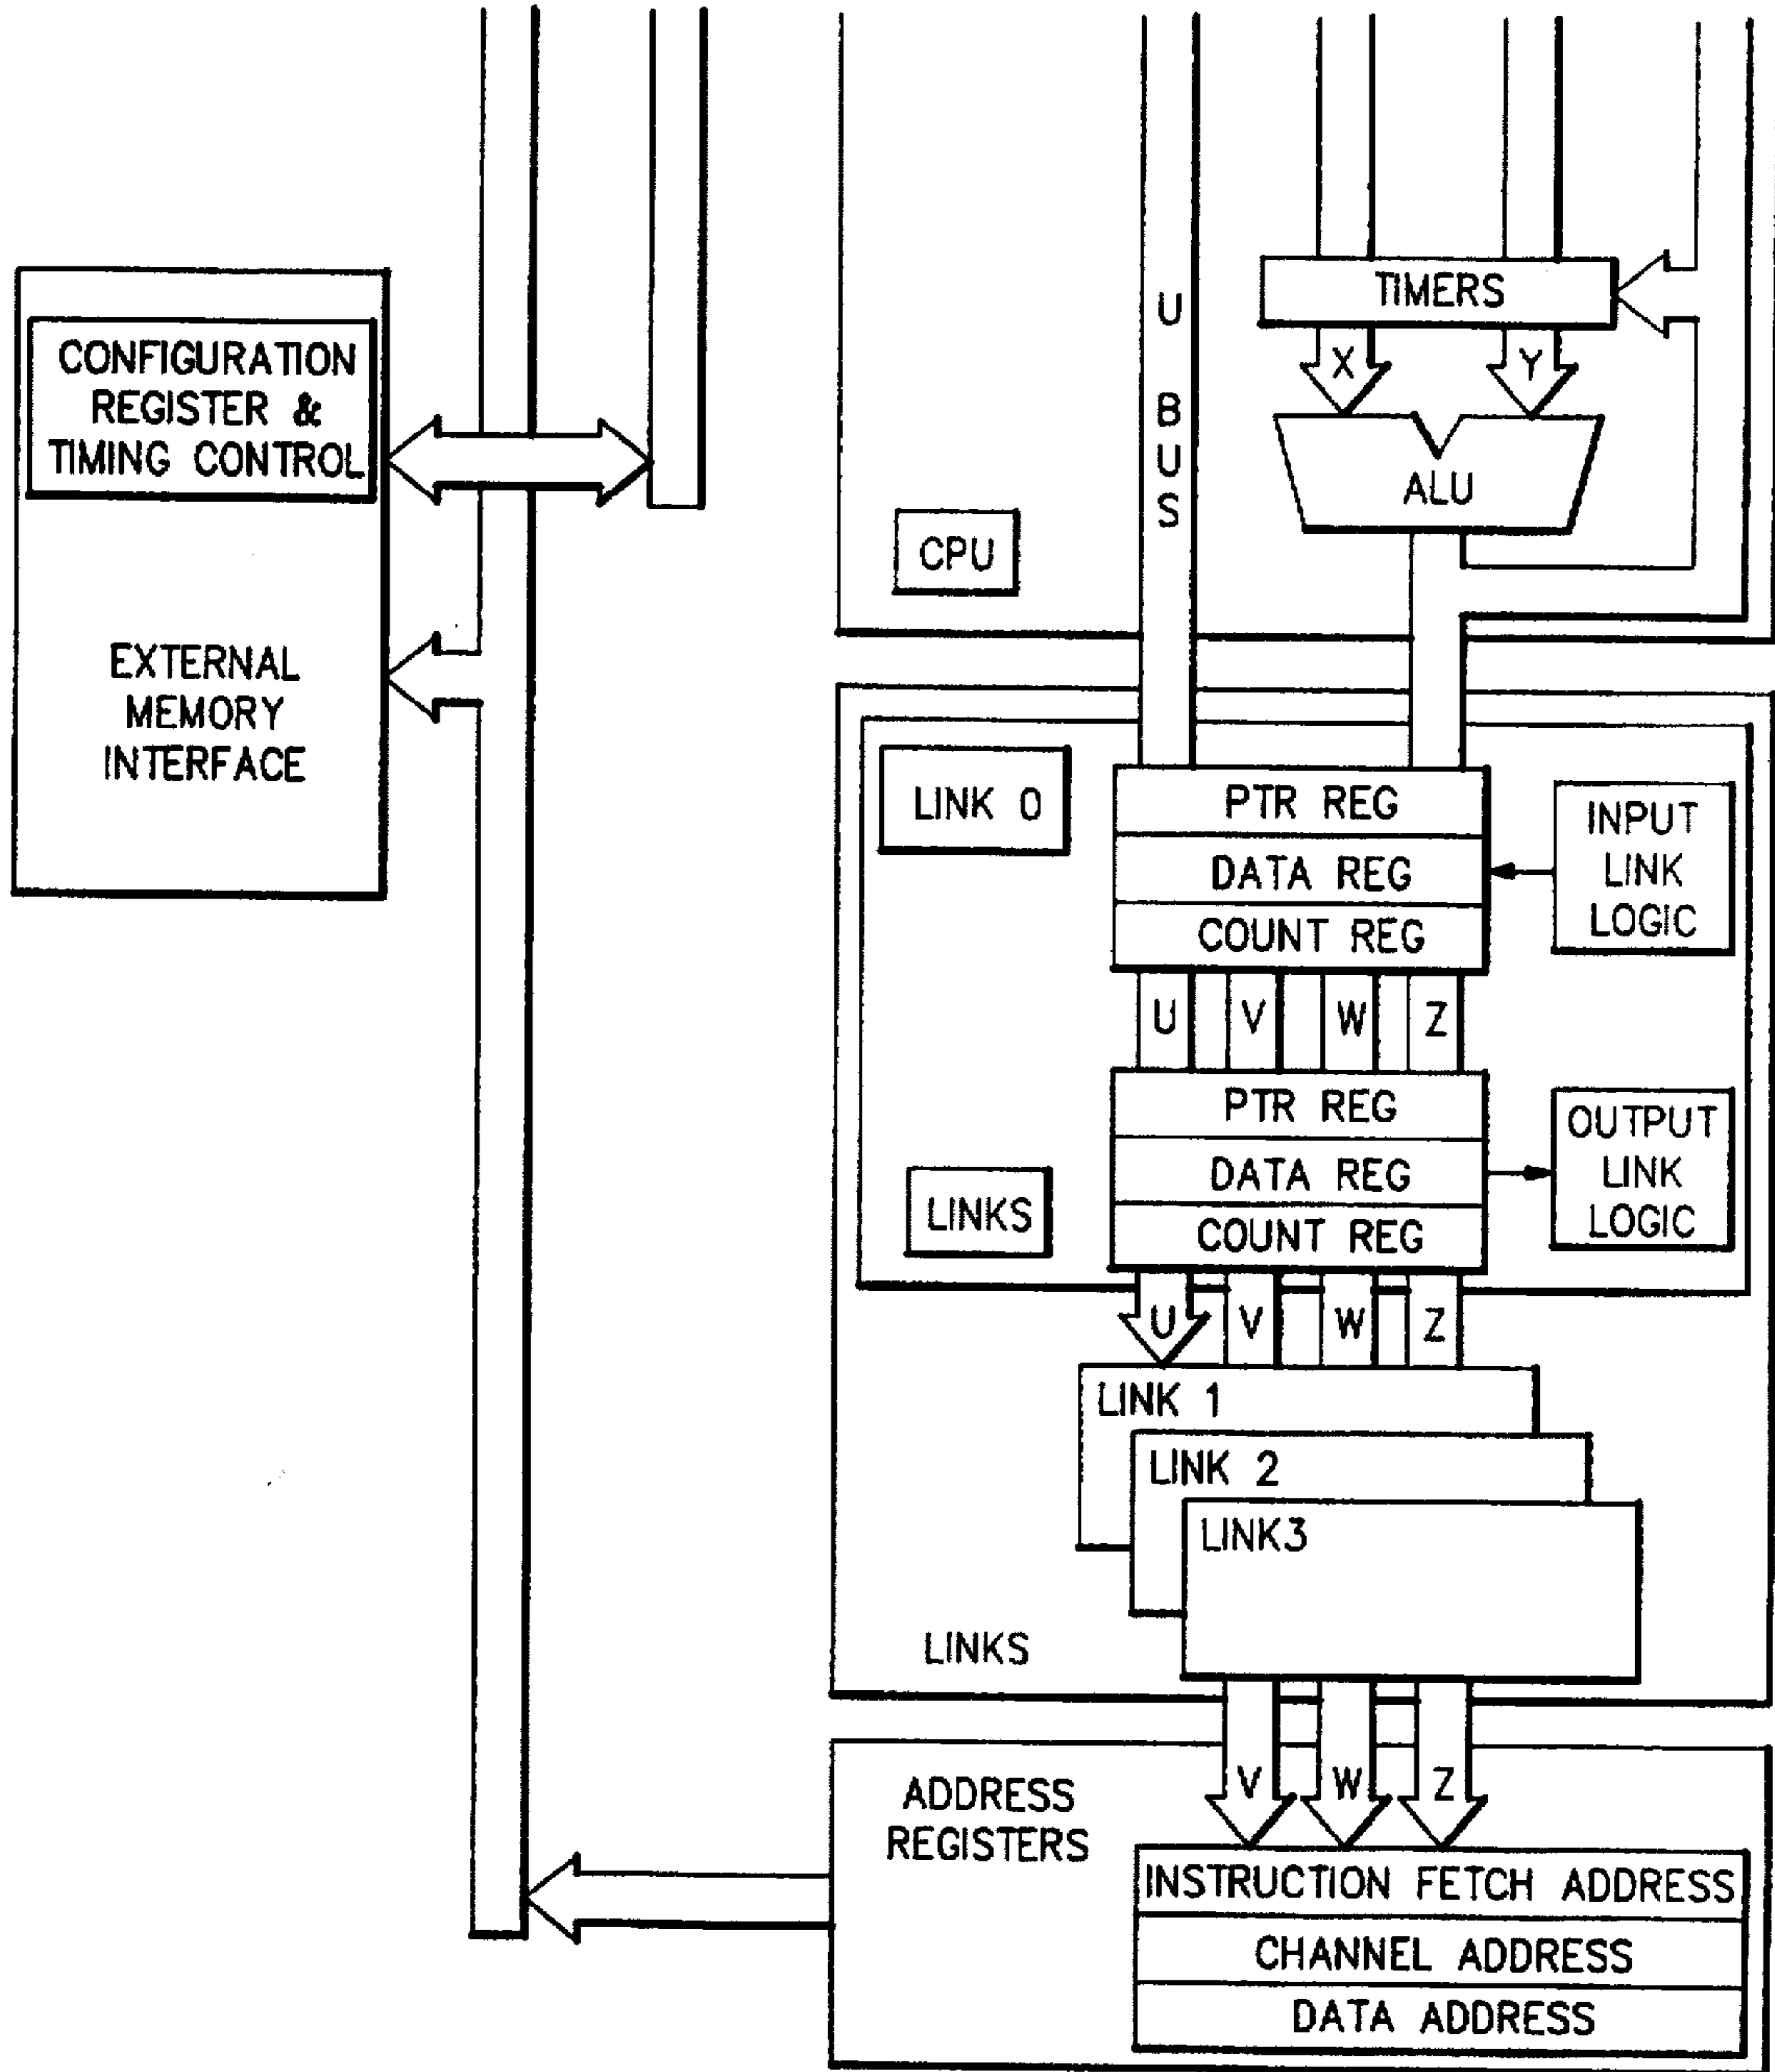 CONFIGURATION
REGISTER &
TIMING CONTROL
EXTERNAL
MEMORY
INTERFACE
U BUS
TIMERS
X Y
ALU
CPU
LINK 0
PTR REG
DATA REG
COUNT REG
INPUT
LINK
LOGIC
U V W Z
PTR REG
DATA REG
COUNT REG
OUTPUT
LINK
LOGIC
LINKS
U V W Z
LINK 1
LINK 2
LINK3
LINKS
V W Z
ADDRESS
REGISTERS
INSTRUCTION FETCH ADDRESS
CHANNEL ADDRESS
DATA ADDRESS